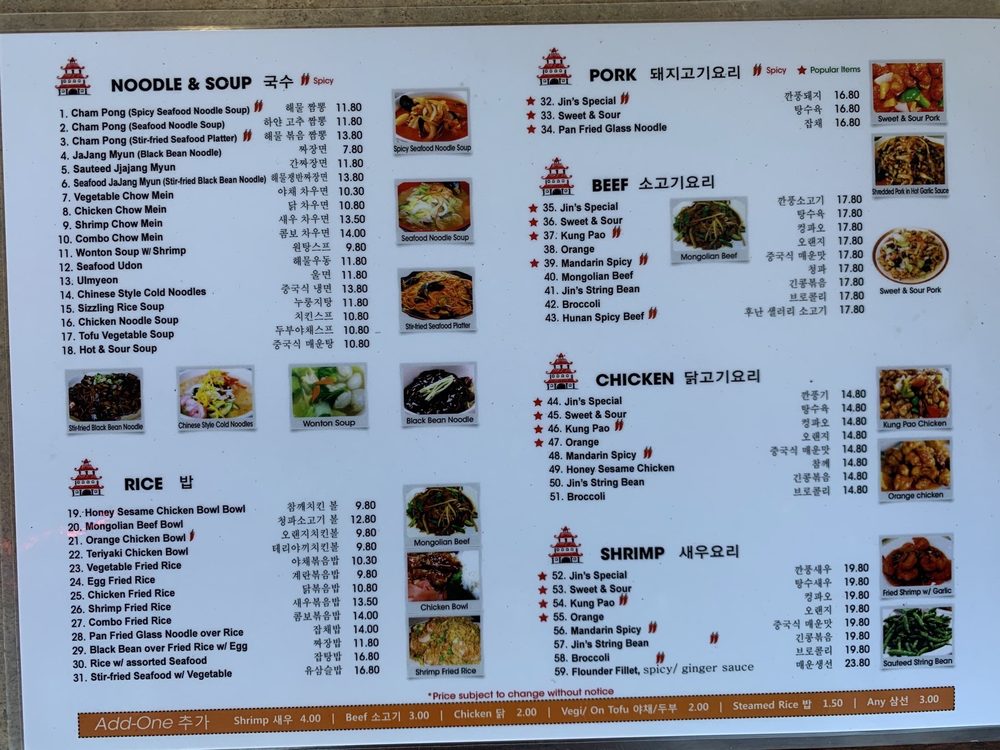 NOODLE & SOUP 국수 Spicy
1. Cham Pong (Spicy Seafood Noodle Soup) 해물 짬뽕 11.80
2. Cham Pong (Seafood Noodle Soup) 하얀 고추 짬뽕 11.80
3. Cham Pong (Stir-fried Seafood Platter) 해물 볶음 짬뽕 13.80
4. JaJang Myun (Black Bean Noodle) 짜장면 7.80
5. Sauteed Jjajang Myum 간짜장면 11.80
6. Seafood JaJang Myun (Stir-fried Black Bean Noodle) 해물쟁반짜장면 13.80
7. Vegetable Chow Mein 야채 차우면 10.30
8. Chicken Chow Mein 닭 차우면 10.80
9. Shrimp Chow Mein 새우 차우면 13.50
10. Combo Chow Mein 콤보 차우면 14.00
11. Wonton Soup W/ Shrimp 원탕스프 9.80
12. Seafood Udon 해물우동 11.80
13. Ulmyeon 울면 11.80
14. Chinese Style Cold Noodles 중국식 냉면 13.80
15. Sizzling Rice Soup 누룽지탕 11.80
16. Chicken Noodle Soup 치킨스프 10.80
17. Tofu Vegetable Soup 두부야채스프 10.80
18. Hot & Sour Soup 중국식 매운탕 10.80
Spicy Seafood Noodle Soup
Seafood Noodle Soup
Stir-fried Seafood Platter
Stir-fried Black Bean Noodle
Chinese Style Cold Noodles
Wonton Soup
Black Bean Noodle
RICE 밥
19. Honey Sesame Chicken Bowl Bowl 참깨치킨 볼 9.80
20. Mongolian Beef Bowl 청파소고기 볼 12.80
21. Orange Chicken Bowl 오랜지치킨볼 9.80
22. Teriyaki Chicken Bowl 테리야끼치킨볼 9.80
23. Vegetable Fried Rice 야채볶음밥 10.30
24. Egg Fried Rice 계란볶음밥 9.80
25. Chicken Fried Rice 닭볶음밥 10.80
26. Shrimp Fried Rice 새우볶음밥 13.50
27. Combo Fried Rice 콤보볶음밥 14.00
28. Pan Fried Glass Noodle over Rice 잡채밥 14.00
29. Black Bean over Fried Rice w/ Egg 짜장밥 11.80
30. Rice w/ assorted Seafood 잡탕밥 16.80
31. Stir-fried Seafood w/ Vegetable 유삼슬밥 16.80
Mongolian Beef
Chicken Bowl
Shrimp Fried Rice
PORK 돼지고기요리 Spicy Popular Items
32. Jin's Special 깐풍돼지 16.80
33. Sweet & Sour 탕수육 16.80
34. Pan Fried Glass Noodle 잡채 16.80
Sweet & Sour Pork
Shredded Pork in Hot Garlic Sauce
Sweet & Sour Pork
BEEF 소고기요리
35. Jin's Special 깐풍소고기 17.80
36. Sweet & Sour 탕수육 17.80
37. Kung Pao 컹파오 17.80
38. Orange 오랜지 17.80
39. Mandarin Spicy 중국식 매운맛 17.80
40. Mongolian Beef 청파 17.80
41. Jin's String Bean 긴콩볶음 17.80
42. Broccoli 브로콜리 17.80
43. Hunan Spicy Beef 후난 샐러리 소고기 17.80
Mongolian Beef
CHICKEN 닭고기요리
44. Jin's Special 깐풍기 14.80
45. Sweet & Sour 탕수육 14.80
46. Kung Pao 컹파오 14.80
47. Orange 오랜지 14.80
48. Mandarin Spicy 중국식 매운맛 14.80
49. Honey Sesame Chicken 참깨 14.80
50. Jin's String Bean 긴콩볶음 14.80
51. Broccoli 브로콜리 14.80
Kung Pao Chicken
Orange chicken
SHRIMP 새우요리
52. Jin's Special 깐풍새우 19.80
53. Sweet & Sour 탕수새우 19.80
54. Kung Pao 컹파오 19.80
55. Orange 오랜지 19.80
56. Mandarin Spicy 중국식 매운맛 19.80
57. Jin's String Bean 긴콩볶음 19.80
58. Broccoli 브로콜리 19.80
59. Flounder Fillet, spicy/ ginger sauce 매운생선 23.80
Fried Shrimp w/ Garlic
Sauteed String Bean
*Price subject to change without notice
Add-One 추가 Shrimp 새우 4.00 | Beef 소고기 3.00 | Chicken 닭 2.00 | Vegi/ On Tofu 야채/두부 2.00 | Steamed Rice 밥 1.50 | Any 삼선 3.00